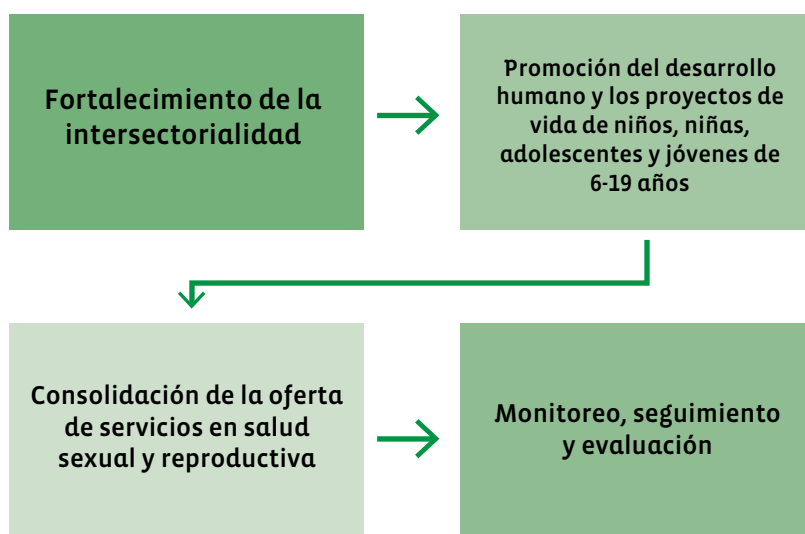 Fortalecimiento de la
intersectorialidad
Promoción del desarrollo
humano y los proyectos de
vida de niños, niñas,
adolescentes y jóvenes de
6-19 años
Consolidación de la oferta
de servicios en salud
sexual y reproductiva
Monitoreo, seguimiento
y evaluación